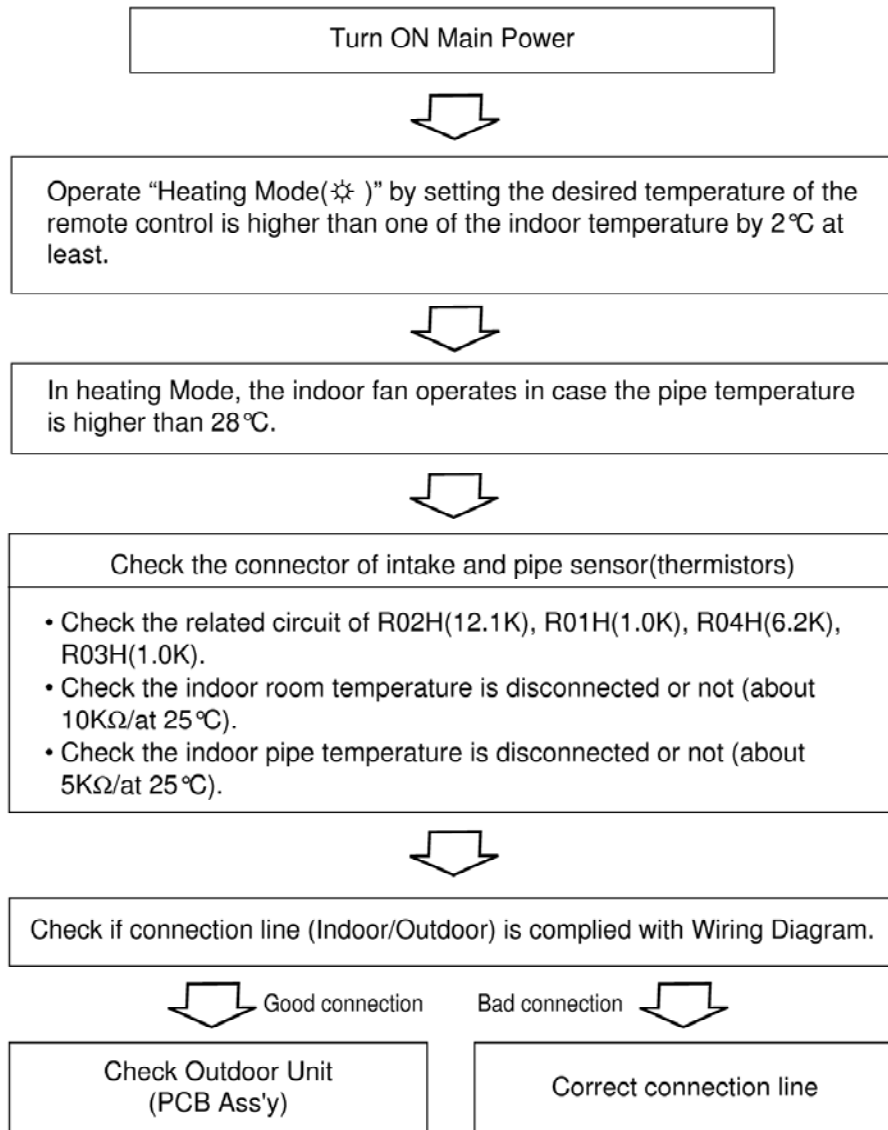 Turn ON Main Power
Operate “Heating Mode(☼ )” by setting the desired temperature of the
remote control is higher than one of the indoor temperature by 2°C at
least.
In heating Mode, the indoor fan operates in case the pipe temperature
is higher than 28°C.
Check the connector of intake and pipe sensor(thermistors)
• Check the related circuit of R02H(12.1K), R01H(1.0K), R04H(6.2K),
R03H(1.0K).
• Check the indoor room temperature is disconnected or not (about
10KΩ/at 25°C).
• Check the indoor pipe temperature is disconnected or not (about
5KΩ/at 25°C).
Check if connection line (Indoor/Outdoor) is complied with Wiring Diagram.
Good connection
Bad connection
Check Outdoor Unit
(PCB Ass'y)
Correct connection line